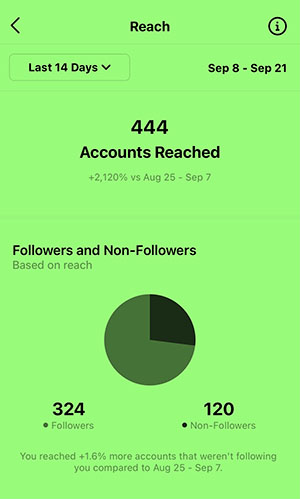 Reach
Last 14 Days
Sep 8 - Sep 21
444
Accounts Reached
+2,120% vs Aug 25 - Sep 7
Followers and Non-Followers
Based on reach
324
Followers
120
Non-Followers
You reached +1.6% more accounts that weren't following
you compared to Aug 25 - Sep 7.